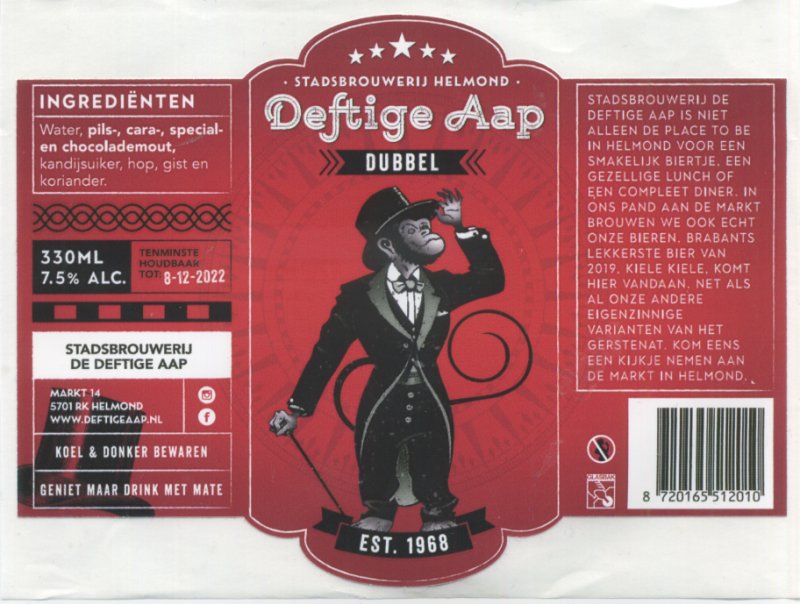 INGREDIËNTEN
Water, pils-, cara-, special-
en chocolademout,
kandijsuiker, hop, gist en
koriander.
330ML
7.5% ALC.
TENMINSTE
HOUDBAAR
TOT: 8-12-2022
STADSBROUWERIJ
DE DEFTIGE AAP
MARKT 14
5701 RK HELMOND
WWW.DEFTIGEAAP.NL
KOEL & DONKER BEWAREN
GENIET MAAR DRINK MET MATE
· STADSBROUWERIJ HELMOND ·
Deftige Aap
DUBBEL
EST. 1968
STADSBROUWERIJ DE
DEFTIGE AAP IS NIET
ALLEEN DE PLACE TO BE
IN HELMOND VOOR EEN
SMAKELIJK BIERTJE, EEN
GEZELLIGE LUNCH OF
EEN COMPLEET DINER. IN
ONS PAND AAN DE MARKT
BROUWEN WE OOK ECHT
ONZE BIEREN. BRABANTS
LEKKERSTE BIER VAN
2019, KIELE KIELE, KOMT
HIER VANDAAN. NET ALS
AL ONZE ANDERE
EIGENZINNIGE
VARIANTEN VAN HET
GERSTENAT. KOM EENS
EEN KIJKJE NEMEN AAN
DE MARKT IN HELMOND.
GLASBAK
8 720165 512010